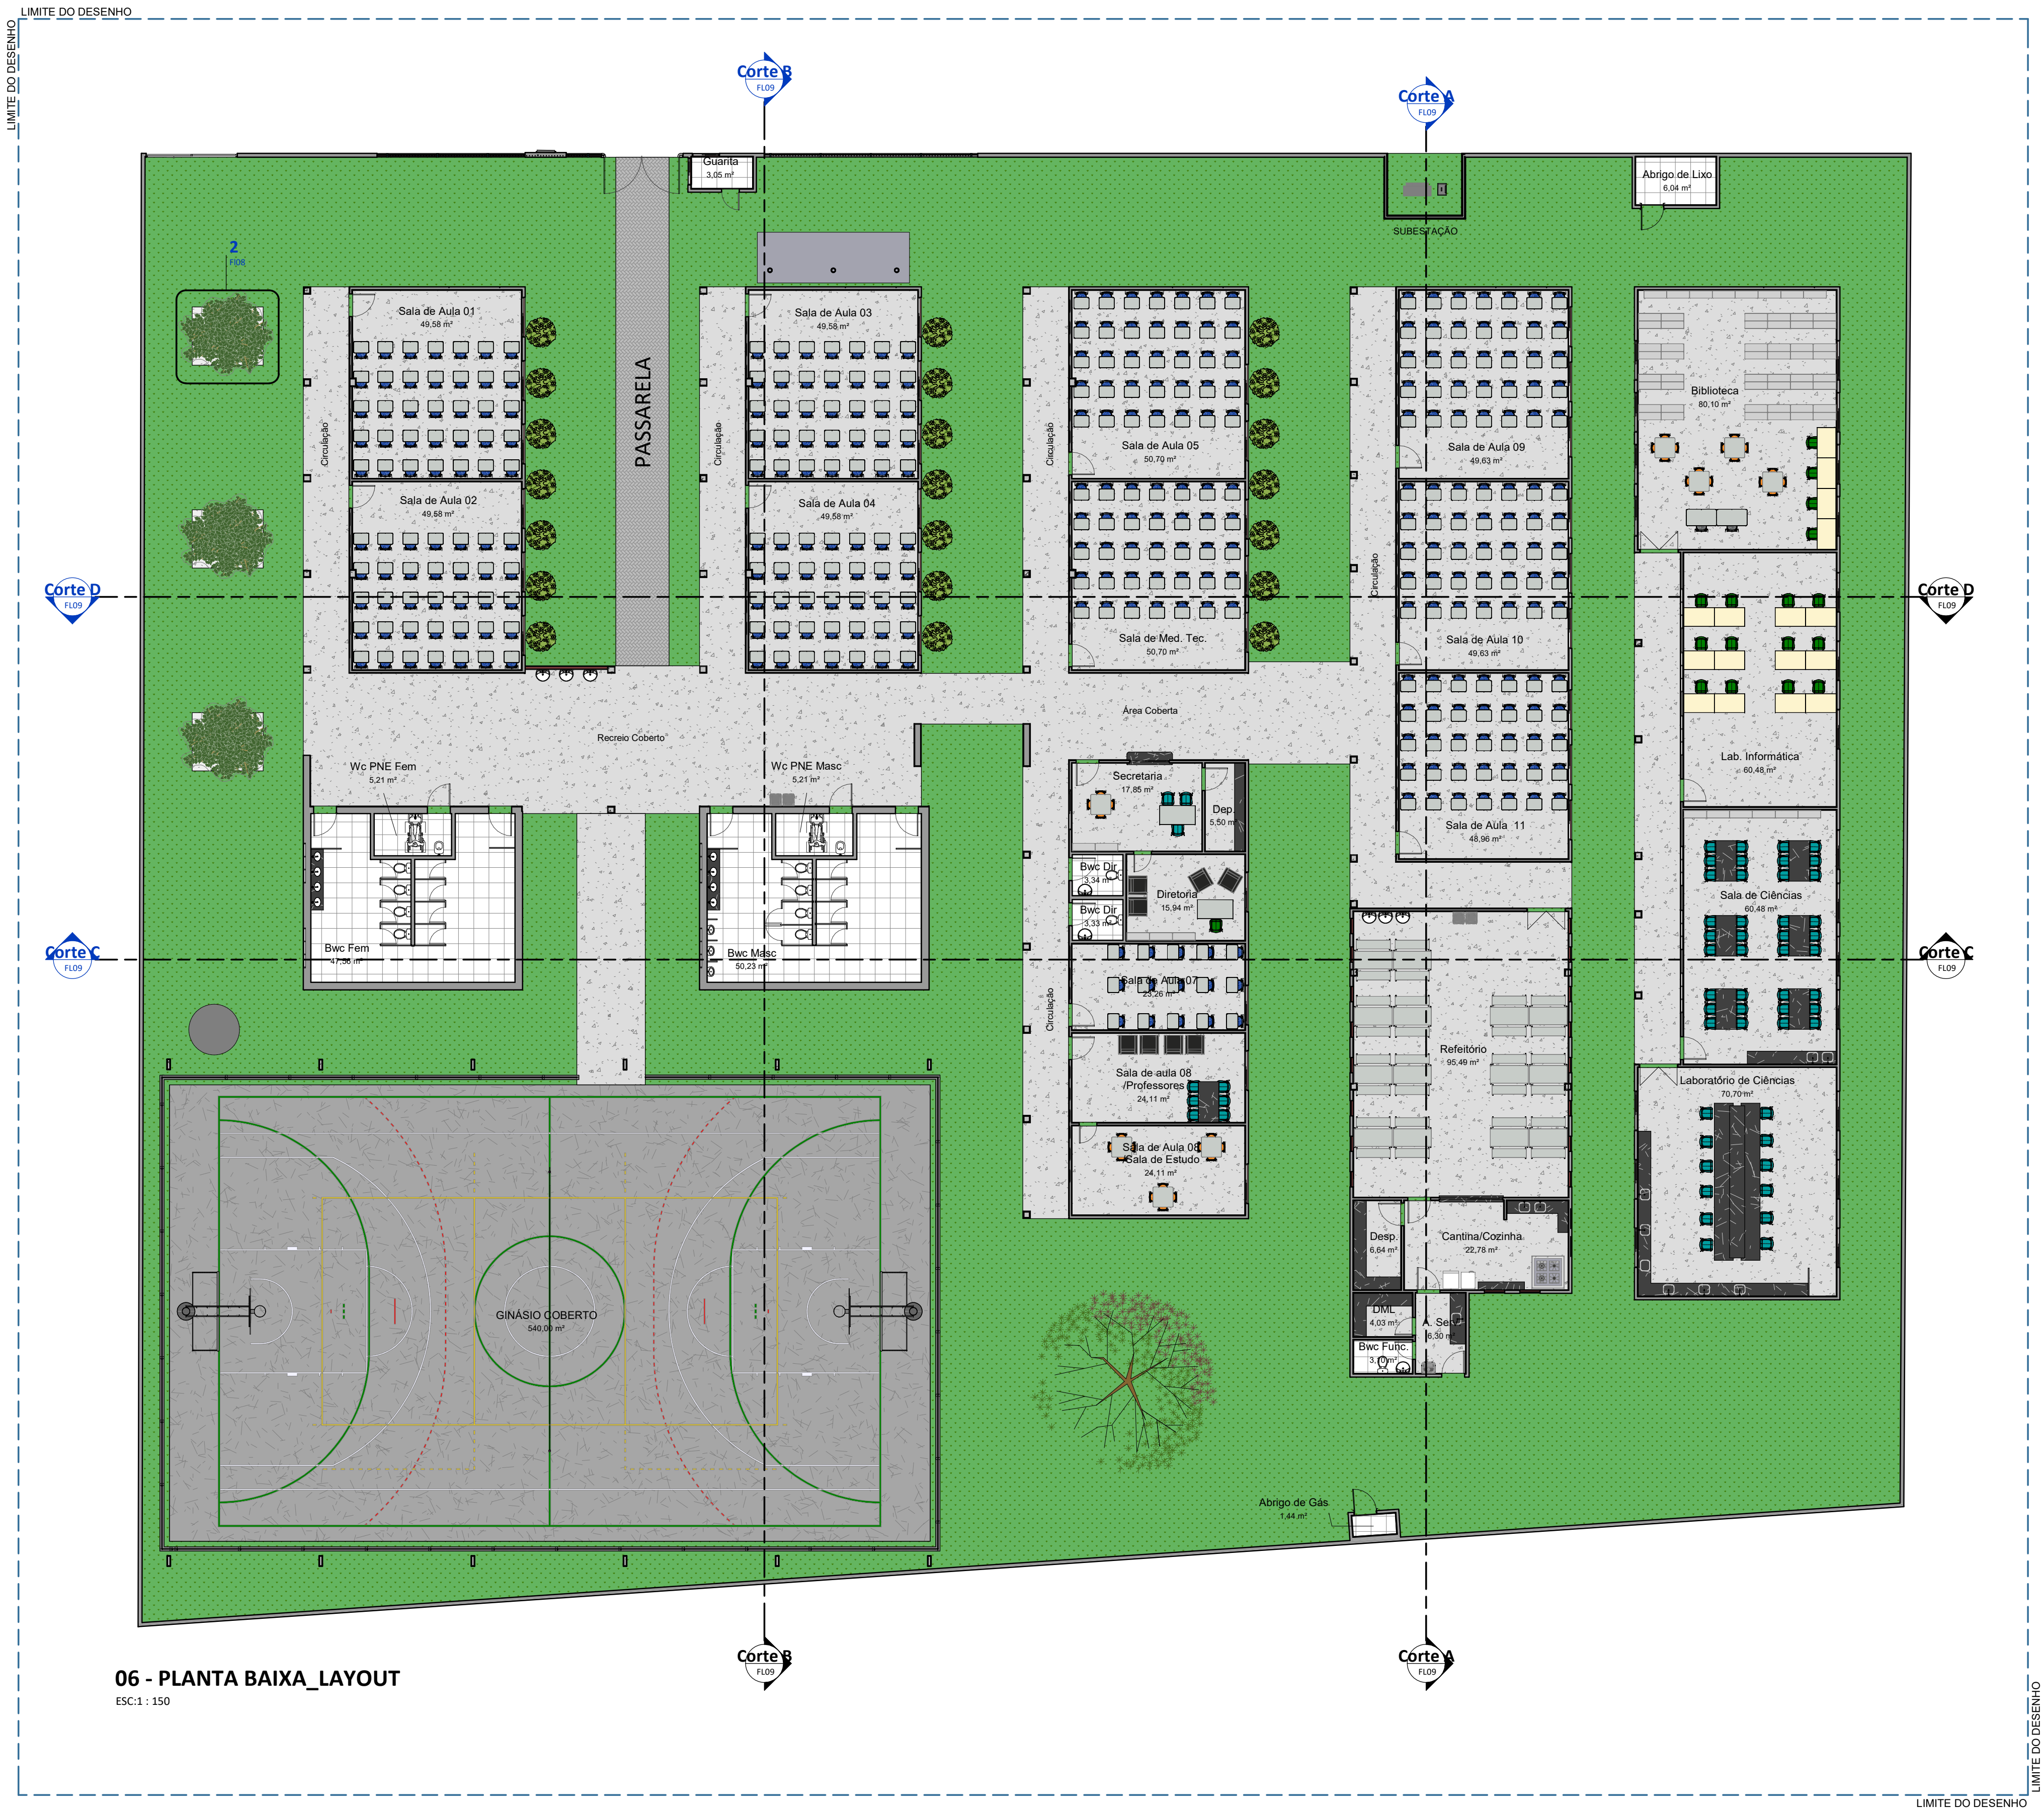 LIMITE DO DESENHO
LIMITE DO DESENHO
Corte B
FL09
Corte A
FL09
Guarita
3,05 m²
Abrigo de Lixo
6,04 m²
SUBESTAÇÃO
2
Fl08
Sala de Aula 01
49,58 m²
Sala de Aula 03
49,58 m²
PASSARELA
Circulação
Circulação
Circulação
Biblioteca
80,10 m²
Sala de Aula 05
50,70 m²
Sala de Aula 09
49,63 m²
Sala de Aula 02
49,58 m²
Sala de Aula 04
49,58 m²
Circulação
Corte D
FL09
Corte D
FL09
Sala de Med. Tec.
50,70 m²
Sala de Aula 10
49,63 m²
Área Coberta
Recreio Coberto
Lab. Informática
60,48 m²
Wc PNE Fem
5,21 m²
Wc PNE Masc
5,21 m²
Secretaria
17,85 m²
Dep.
5,50 m²
Sala de Aula 11
48,96 m²
Bwc Dir
3,34 m²
Diretoria
15,94 m²
Bwc Dir
3,33 m²
Sala de Ciências
60,48 m²
Bwc Fem
47,56 m²
Bwc Masc
50,23 m²
Corte C
FL09
Corte C
FL09
Sala de Aula 07
23,26 m²
Circulação
Refeitório
95,49 m²
Sala de aula 08
/Professores
24,11 m²
Laboratório de Ciências
70,70 m²
Sala de Aula 08
/Sala de Estudo
24,11 m²
Desp.
6,64 m²
Cantina/Cozinha
22,78 m²
GINÁSIO COBERTO
540,00 m²
DML
4,03 m²
A. Serv.
6,30 m²
Bwc Func.
3,10 m²
Abrigo de Gás
1,44 m²
Corte B
FL09
Corte A
FL09
06 - PLANTA BAIXA_LAYOUT
ESC:1 : 150
LIMITE DO DESENHO
LIMITE DO DESENHO